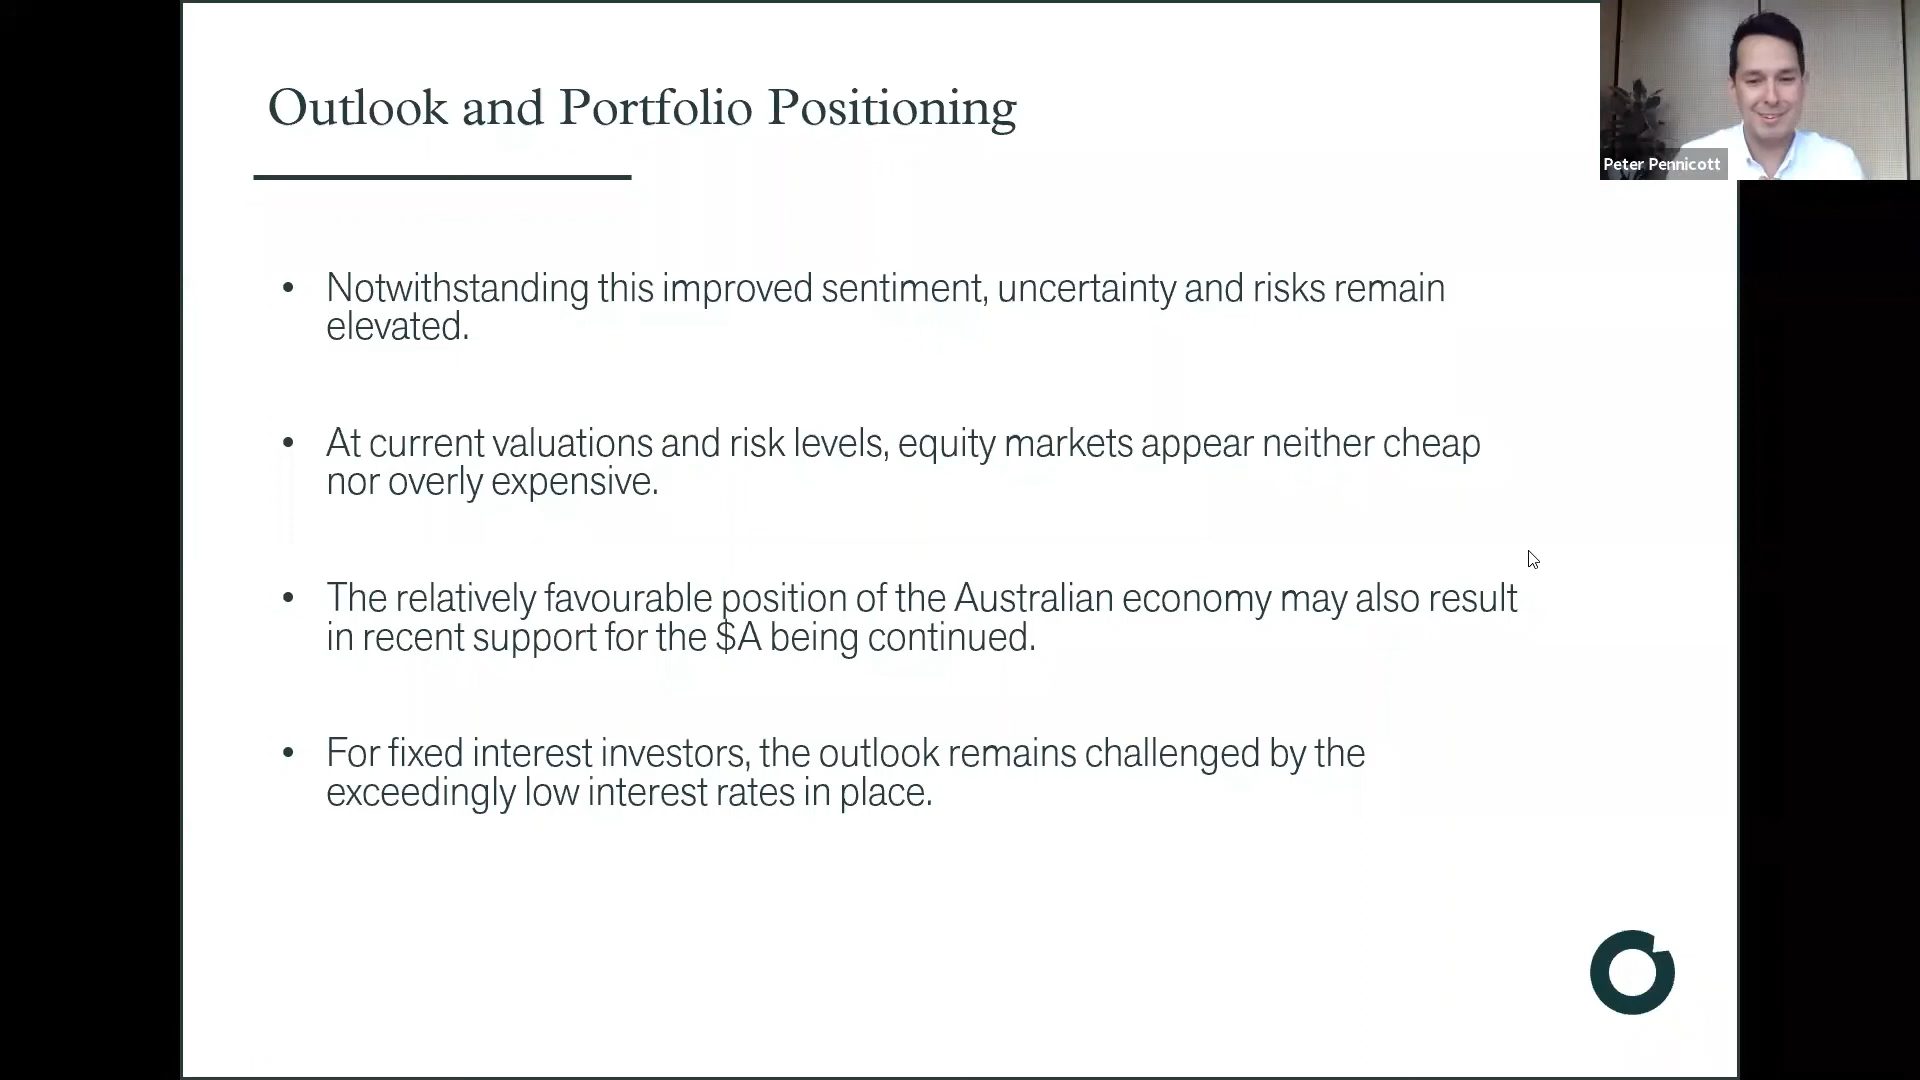 Outlook and Portfolio Positioning
Peter Pennicott
• Notwithstanding this improved sentiment, uncertainty and risks remain
elevated.
• At current valuations and risk levels, equity markets appear neither cheap
nor overly expensive.
• The relatively favourable position of the Australian economy may also result
in recent support for the $A being continued.
• For fixed interest investors, the outlook remains challenged by the
exceedingly low interest rates in place.